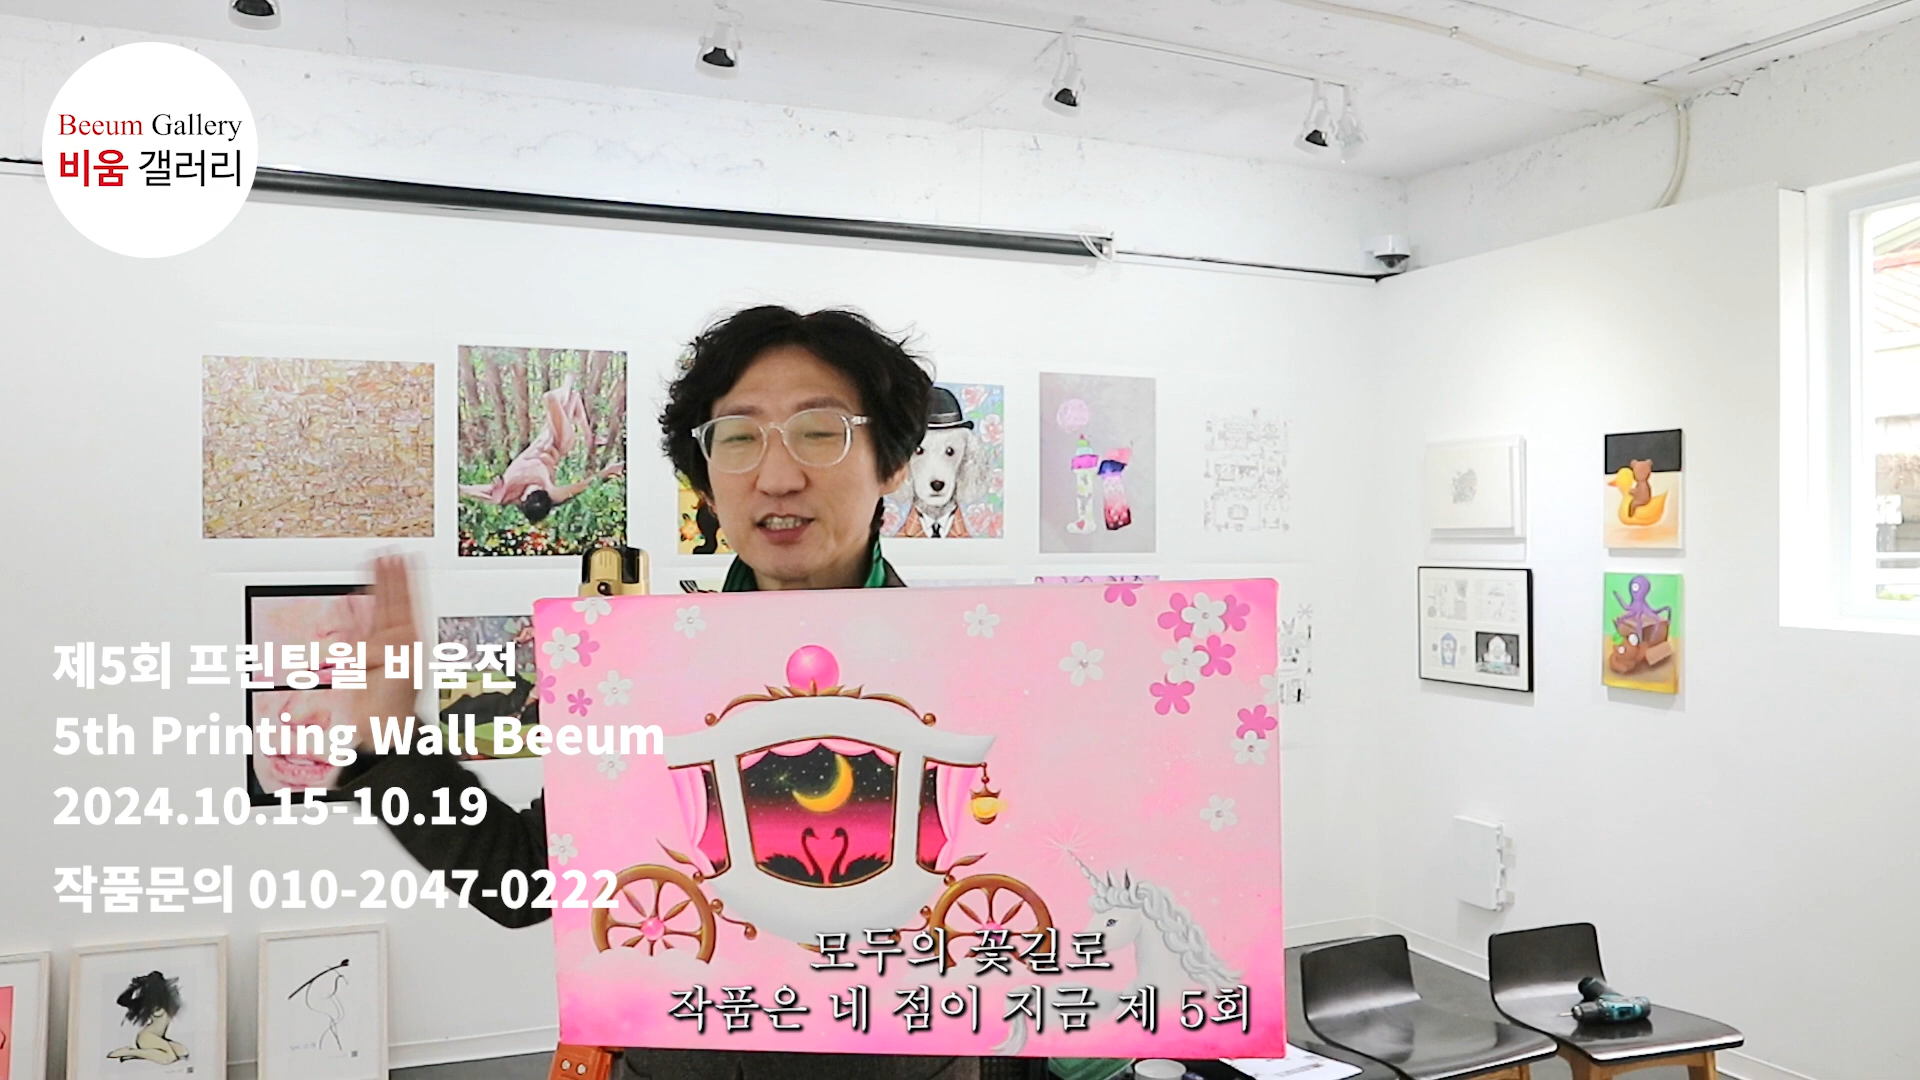 Beeum Gallery
비움 갤러리
제5회 프린팅월 비움전
5th Printing Wall Beeum
2024.10.15-10.19
작품문의 010-2047-0222
모두의 꽃길로
작품은 네 점이 지금 제 5회